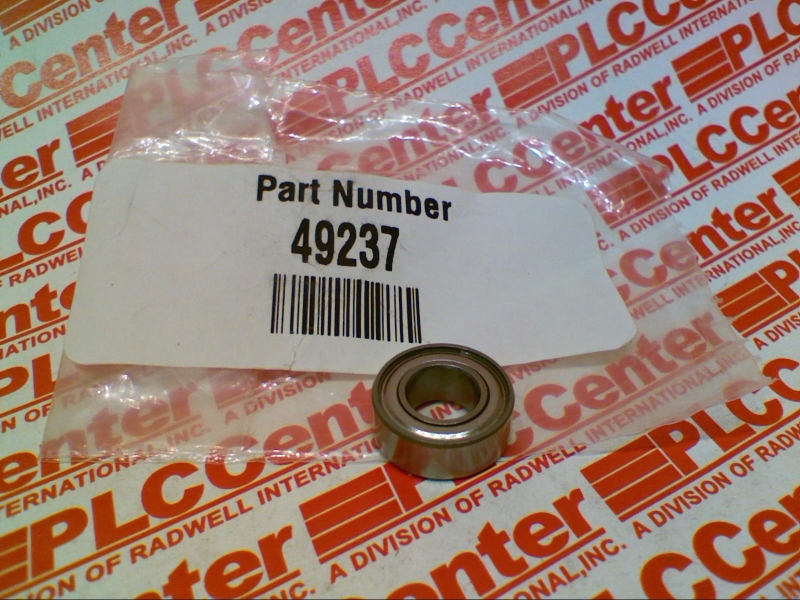 Part Number
49237
PLCCenter
A DIVISION OF RADWELL INTERNATIONAL, INC.